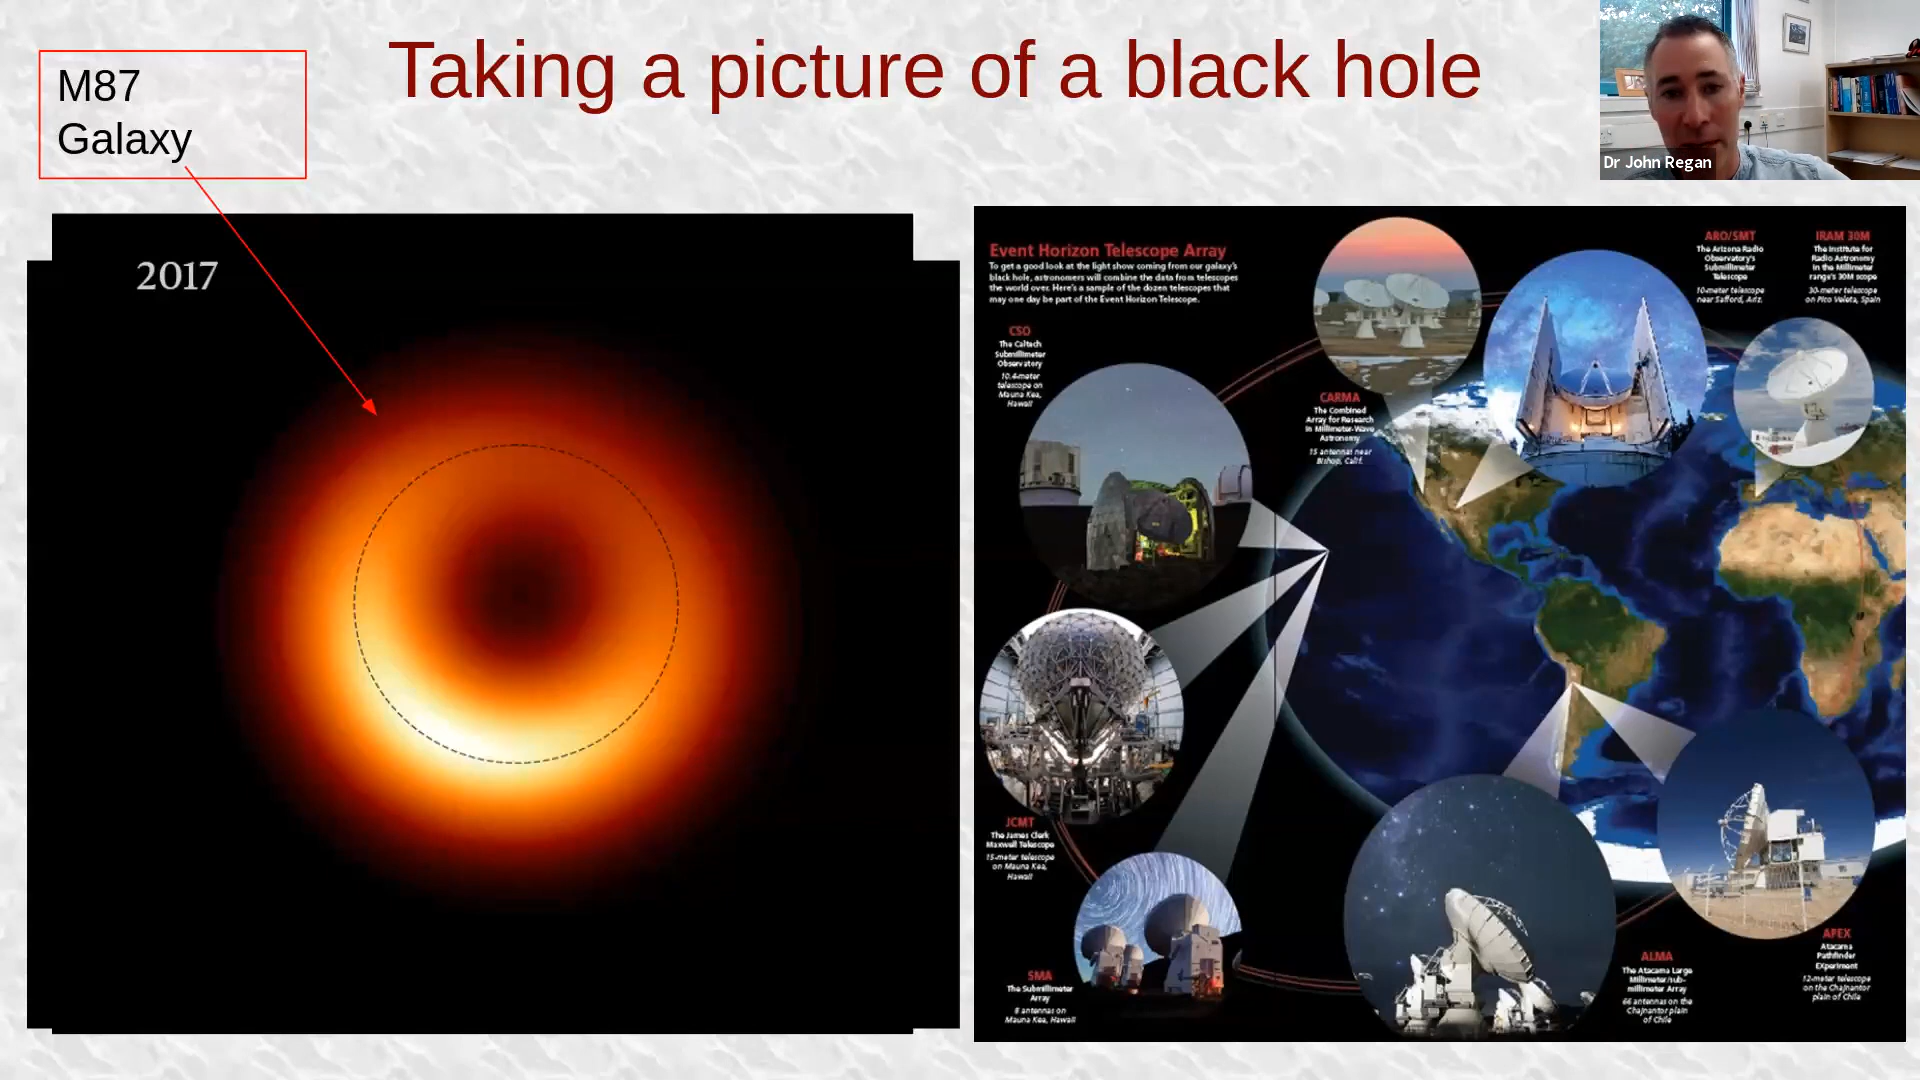 Taking a picture of a black hole
M87
Galaxy
Dr John Regan
2017
Event Horizon Telescope Array
To get a good look at the light show coming from our galaxy's
black hole, astronomers will combine the data from telescopes
the world over. Here's a sample of the dozen telescopes that
may one day be part of the Event Horizon Telescope.
CSO
The Caltech
Submillimeter
Observatory
10.4-meter
telescope on
Mauna Kea,
Hawaii
CARMA
The Combined
Array for Research
in Millimeter-Wave
Astronomy
15 antennas near
Bishop, Calif.
ARO/SMT
The Arizona Radio
Observatory's
Submillimeter
Telescope
10-meter telescope
near Safford, Ariz.
IRAM 30M
The Institute for
Radio Astronomy
in the Millimeter
range's 30M scope
30-meter telescope
on Pico Veleta, Spain
JCMT
The James Clerk
Maxwell Telescope
15-meter telescope
on Mauna Kea,
Hawaii
SMA
The Submillimeter
Array
8 antennas on
Mauna Kea, Hawaii
ALMA
The Atacama Large
Millimeter/sub-
millimeter Array
66 antennas on the
Chajnantor plain
of Chile
APEX
Atacama
Pathfinder
EXperiment
12-meter telescope
on the Chajnantor
plain of Chile